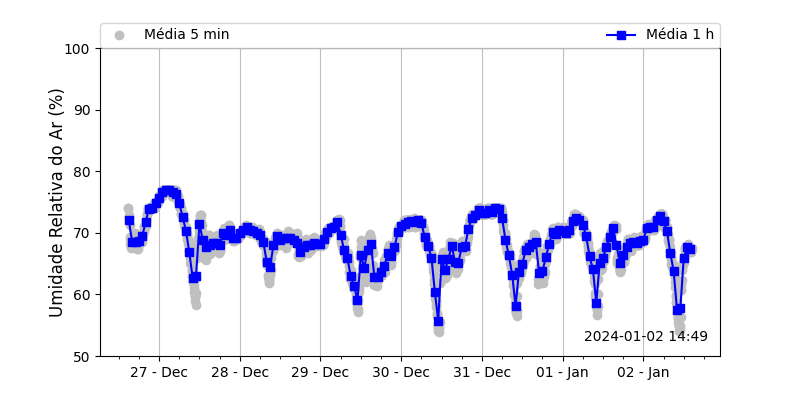 Média 5 min
Média 1 h
Umidade Relativa do Ar (%)
100
90
80
70
60
50
2024-01-02 14:49
27 - Dec
28 - Dec
29 - Dec
30 - Dec
31 - Dec
01 - Jan
02 - Jan